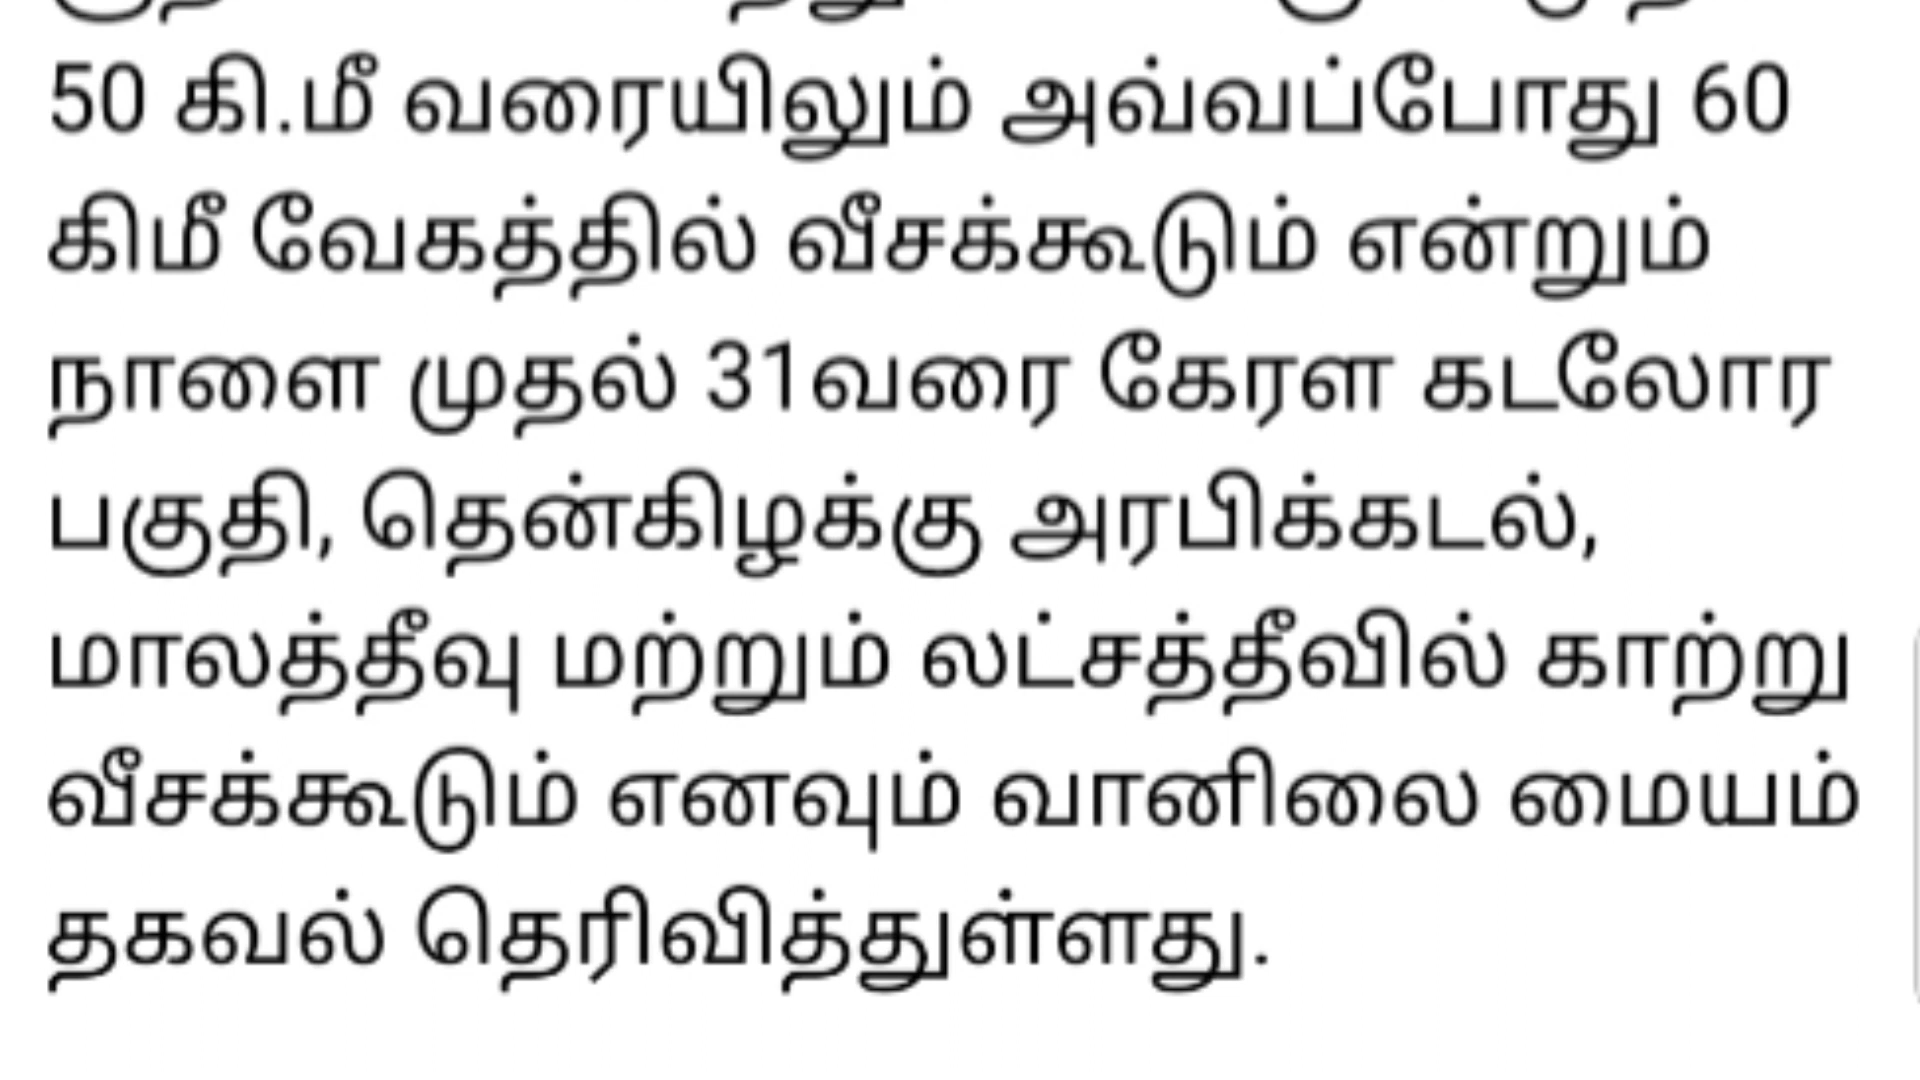 50 கி.மீ வரையிலும் அவ்வப்போது 60
கிமீ வேகத்தில் வீசக்கூடும் என்றும்
நாளை முதல் 31வரை கேரள கடலோர
பகுதி, தென்கிழக்கு அரபிக்கடல்,
மாலத்தீவு மற்றும் லட்சத்தீவில் காற்று
வீசக்கூடும் எனவும் வானிலை மையம்
தகவல் தெரிவித்துள்ளது.